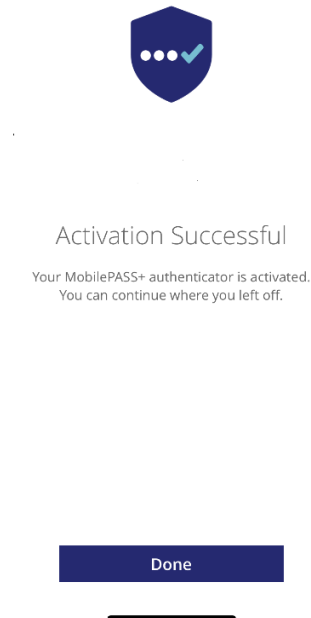 Activation Successful
Your MobilePASS+ authenticator is activated.
You can continue where you left off.
Done